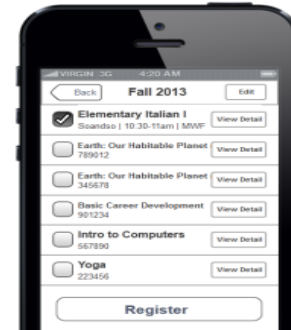 VIRGIN 3G 4:20 AM
Back Fall 2013 Edit
Elementary Italian I
Soandso | 10:30-11am | MWF
View Detail
Earth: Our Habitable Planet
789012
View Detail
Earth: Our Habitable Planet
345678
View Detail
Basic Career Development
901234
View Detail
Intro to Computers
567890
View Detail
Yoga
223456
View Detail
Register